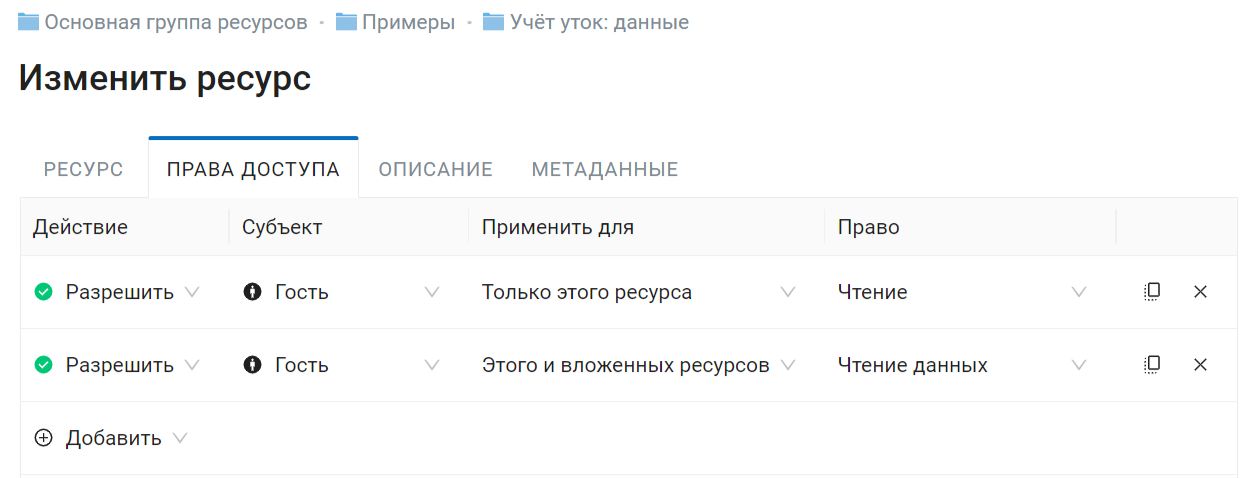 Основная группа ресурсов · Примеры · Учёт уток: данные
Изменить ресурс
РЕСУРС ПРАВА ДОСТУПА ОПИСАНИЕ МЕТАДАННЫЕ
Действие Субъект Применить для Право
Разрешить Гость Только этого ресурса Чтение
Разрешить Гость Этого и вложенных ресурсов Чтение данных
Добавить